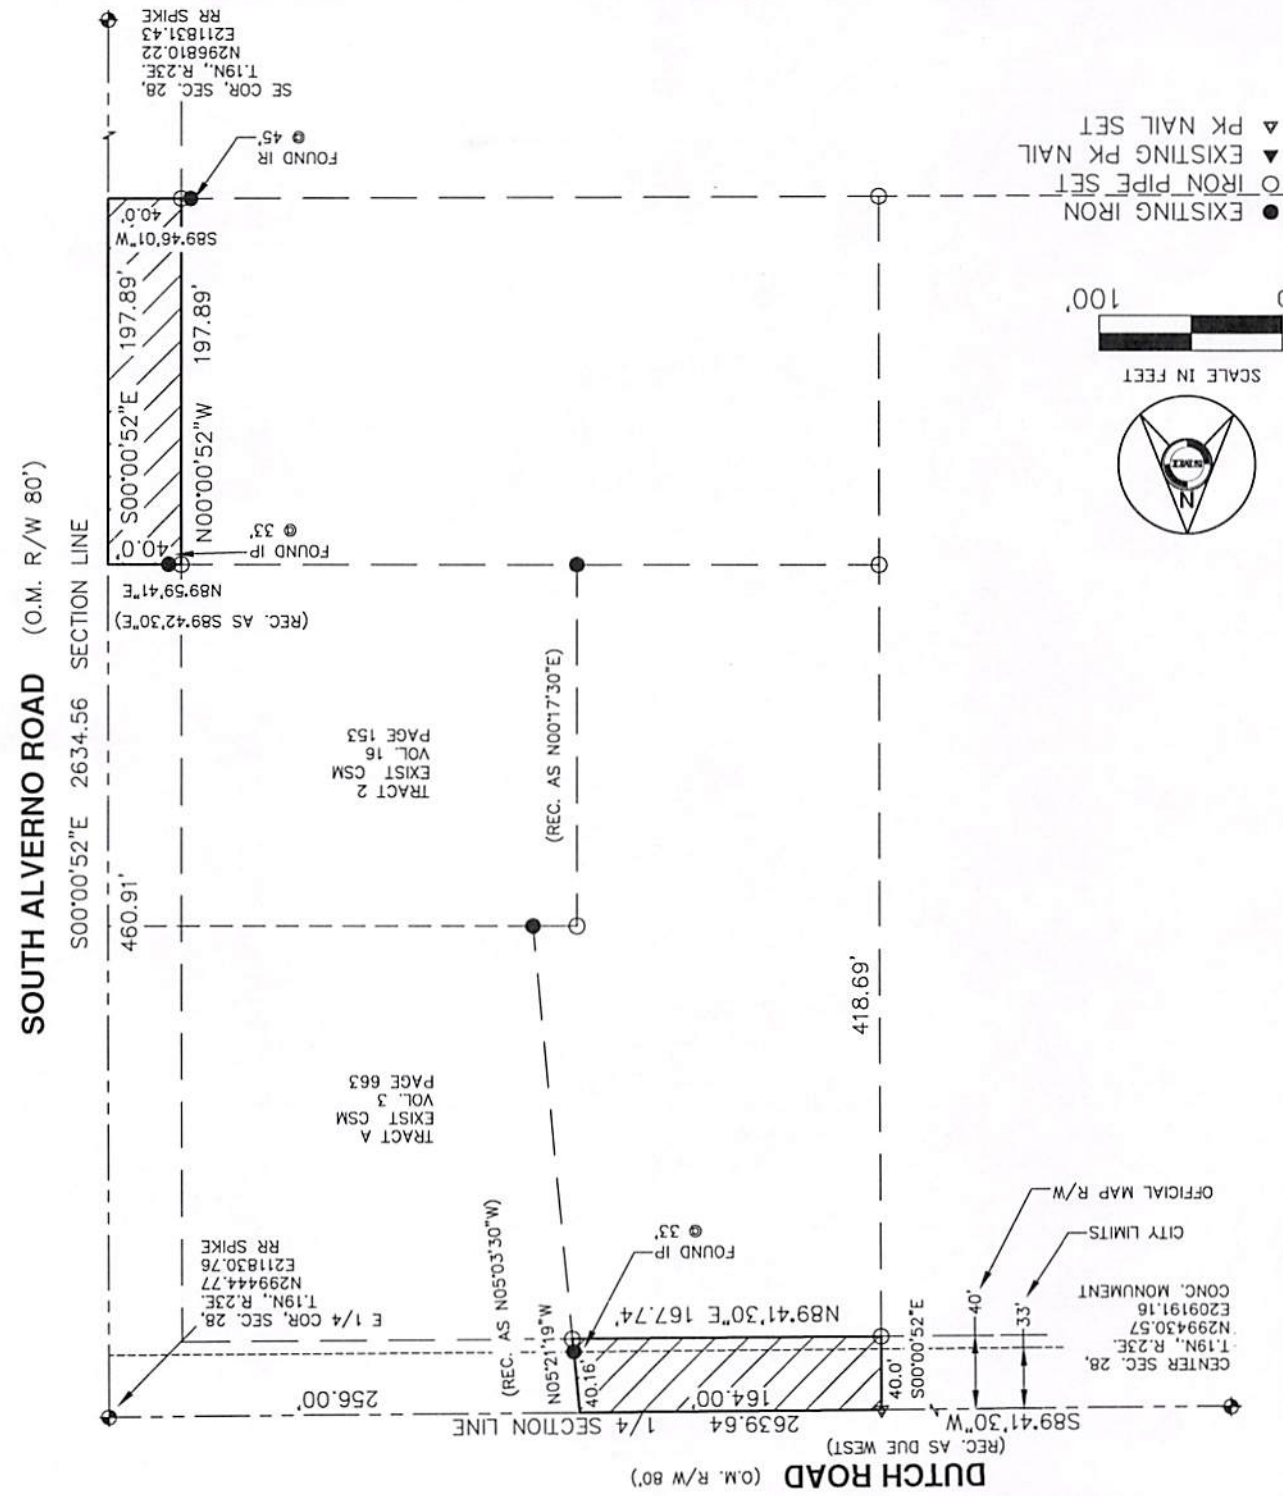 DUTCH ROAD (O.M. R/W 80')
(REC. AS DUE WEST)
S89°41'30"W
2639.64
1/4 SECTION LINE
164.00'
256.00'
CENTER SEC. 28,
T.19N., R.23E.
N299430.57
E209191.16
CONC. MONUMENT
33'
40'
CITY LIMITS
OFFICIAL MAP R/W
40.0'
S00°00'52"E
N89°41'30"E 167.74'
40.16'
N05°21'19"W
(REC. AS N05°03'30"W)
FOUND IP
@ 33'
E 1/4 COR, SEC. 28,
T.19N., R.23E.
N299444.77
E211830.76
RR SPIKE
TRACT A
EXIST CSM
VOL. 3
PAGE 663
418.69'
460.91'
SOUTH ALVERNO ROAD (O.M. R/W 80')
S00°00'52"E 2634.56 SECTION LINE
TRACT 2
EXIST CSM
VOL. 16
PAGE 153
(REC. AS N00°17'30"E)
(REC. AS S89°42'30"E)
N89°59'41"E
40.0'
FOUND IP
@ 33'
S00°00'52"E 197.89'
N00°00'52"W 197.89'
S89°46'01"W
40.0'
FOUND IR
@ 45'
SE COR, SEC. 28,
T.19N., R.23E.
N296810.22
E211831.43
RR SPIKE
N
SMI
SCALE IN FEET
0 100'
EXISTING IRON
IRON PIPE SET
EXISTING PK NAIL
PK NAIL SET